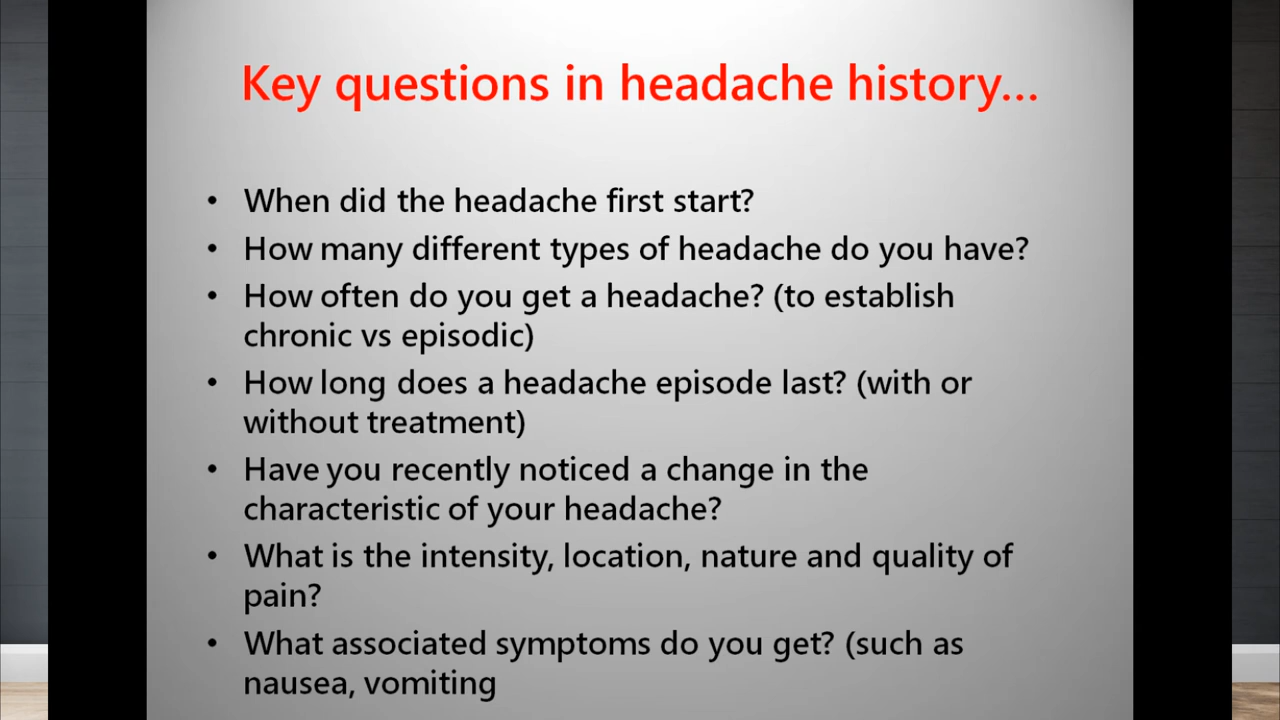 Key questions in headache history...
• When did the headache first start?
• How many different types of headache do you have?
• How often do you get a headache? (to establish
chronic vs episodic)
• How long does a headache episode last? (with or
without treatment)
• Have you recently noticed a change in the
characteristic of your headache?
• What is the intensity, location, nature and quality of
pain?
• What associated symptoms do you get? (such as
nausea, vomiting